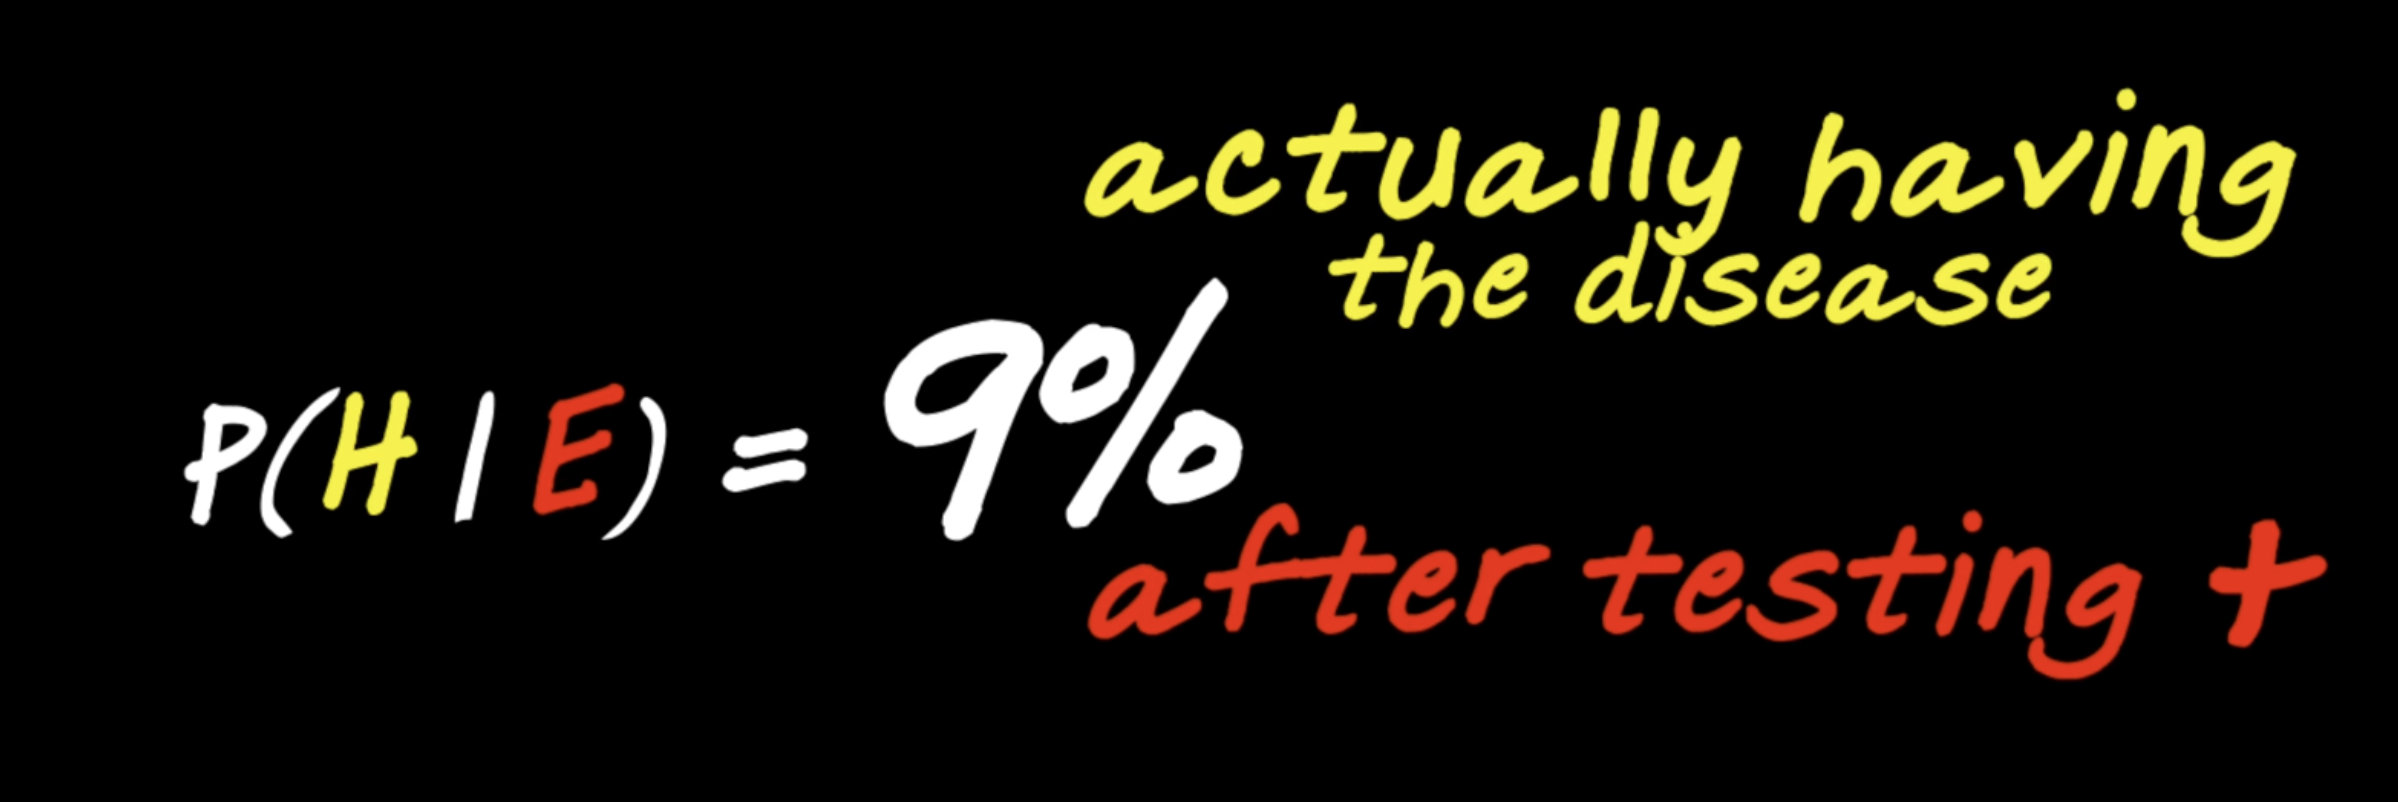 actually having
the disease
P(H | E) = 9%
after testing +